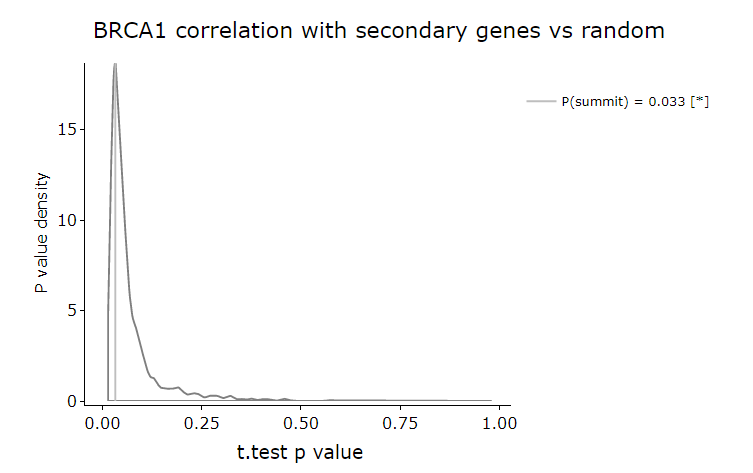 BRCA1 correlation with secondary genes vs random
P(summit) = 0.033 [*]
P value density
15
10
5
0
0.00 0.25 0.50 0.75 1.00
t.test p value